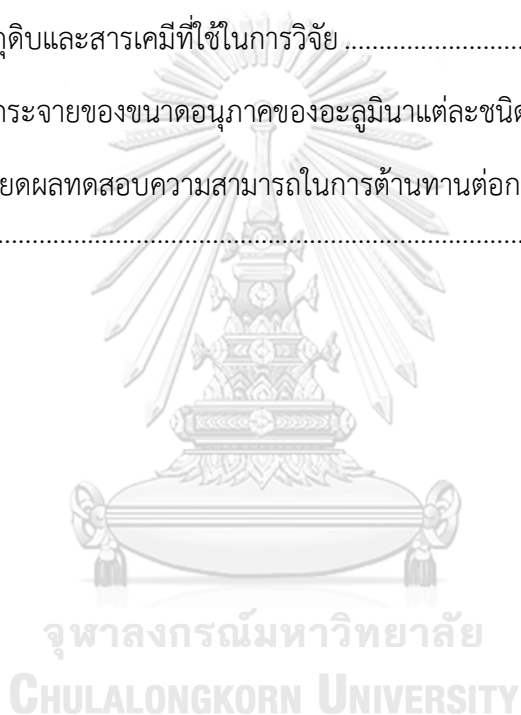 ดุดิบและสารเคมีที่ใช้ในการวิจัย ........................
กระจายของขนาดอนุภาคของอะลูมินาแต่ละชนิด
ยดผลทดสอบความสามารถในการต้านทานต่อก
................................................................................
จุฬาลงกรณ์มหาวิทยาลัย
CHULALONGKORN UNIVERSITY